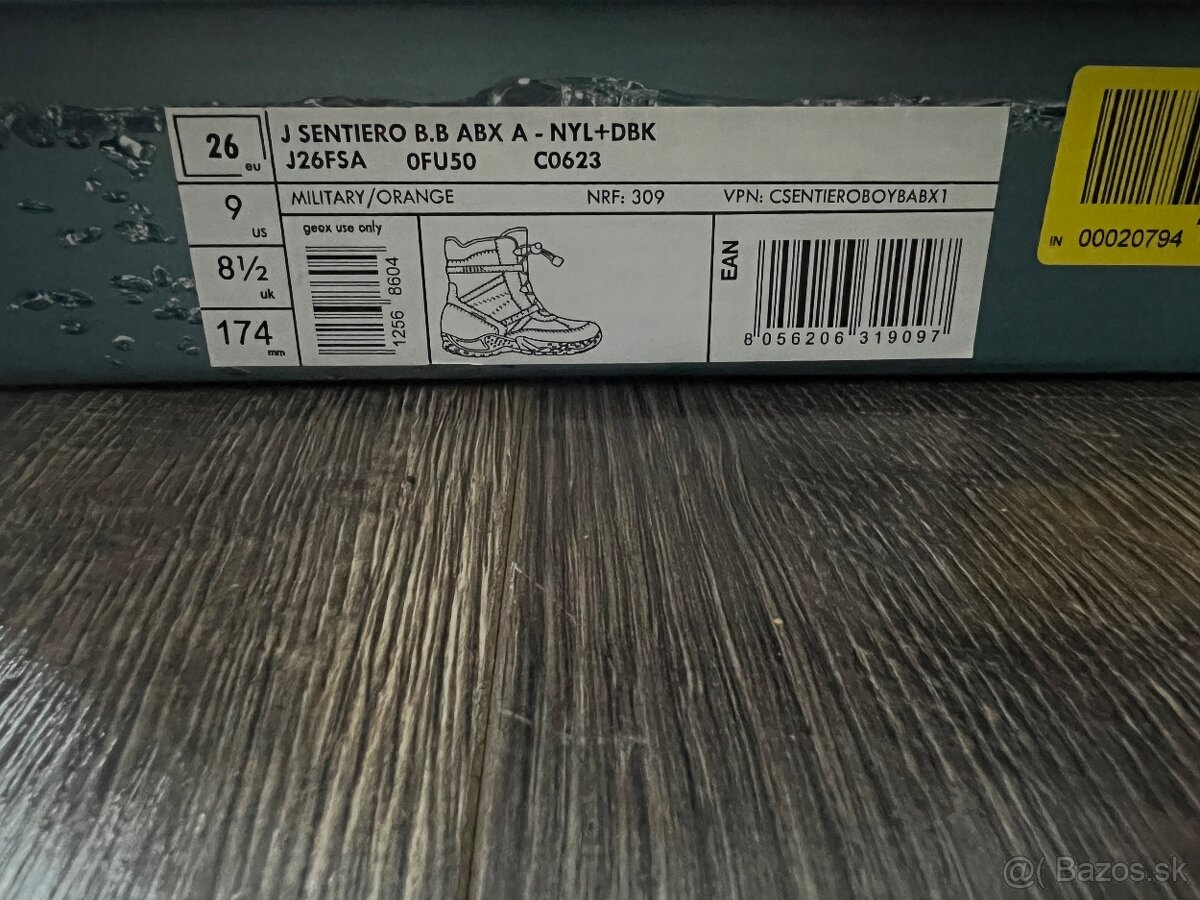 26 eu
J SENTIERO B.B ABX A - NYL+DBK
J26FSA 0FU50 C0623
9 us
MILITARY/ORANGE NRF: 309 VPN: CSENTIEROBOYBABX1
8½ uk
174 mm
geox use only
1256 8604
EAN
8 056206 319097
IN 00020794
@( Bazos.sk